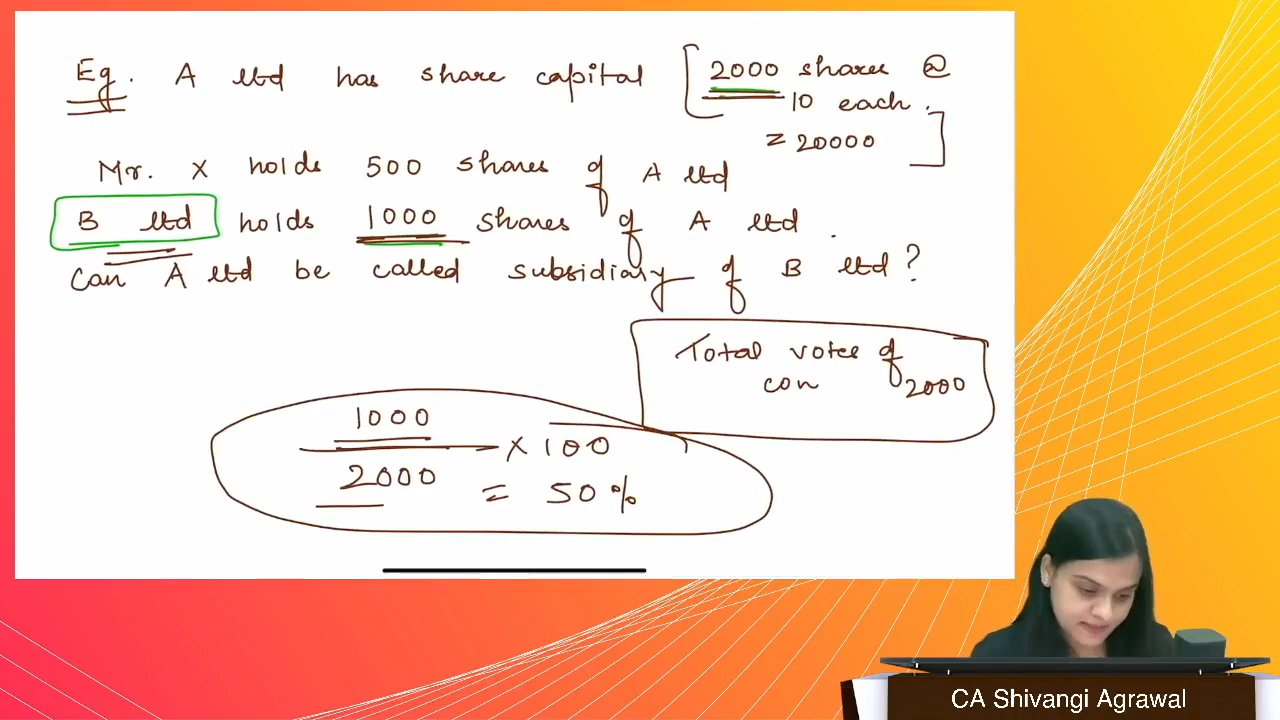 Eg. A ltd has share capital [2000 shares @
10 each.
= 20000]
Mr. X holds 500 shares of A ltd
B ltd holds 1000 shares of A ltd.
Can A ltd be called subsidiary of B ltd?
Total votes of
con 2000
1000
2000
× 100
= 50%
CA Shivangi Agrawal